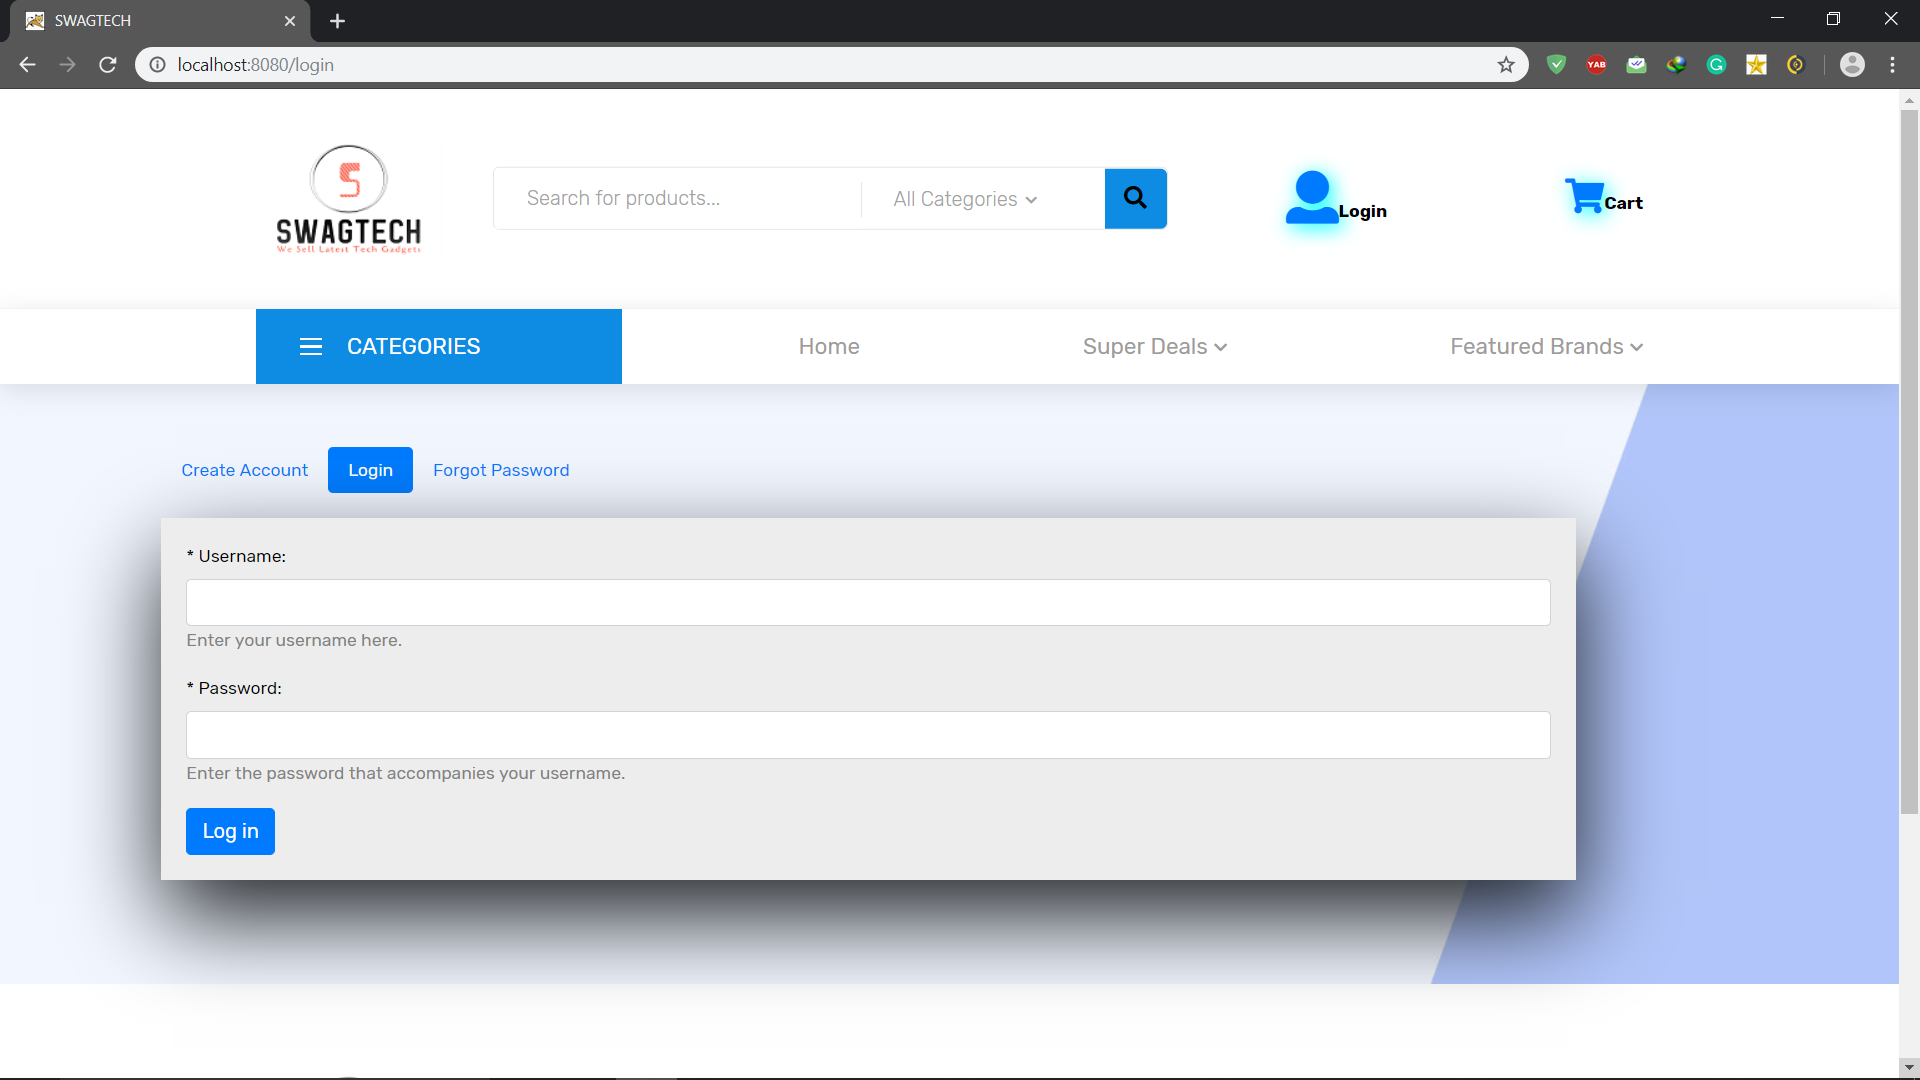 SWAGTECH
localhost:8080/login
YAB
S
SWAGTECH
We Sell Latest Tech Gadgets
Search for products...
All Categories
Login
Cart
CATEGORIES
Home
Super Deals
Featured Brands
Create Account
Login
Forgot Password
* Username:
Enter your username here.
* Password:
Enter the password that accompanies your username.
Log in